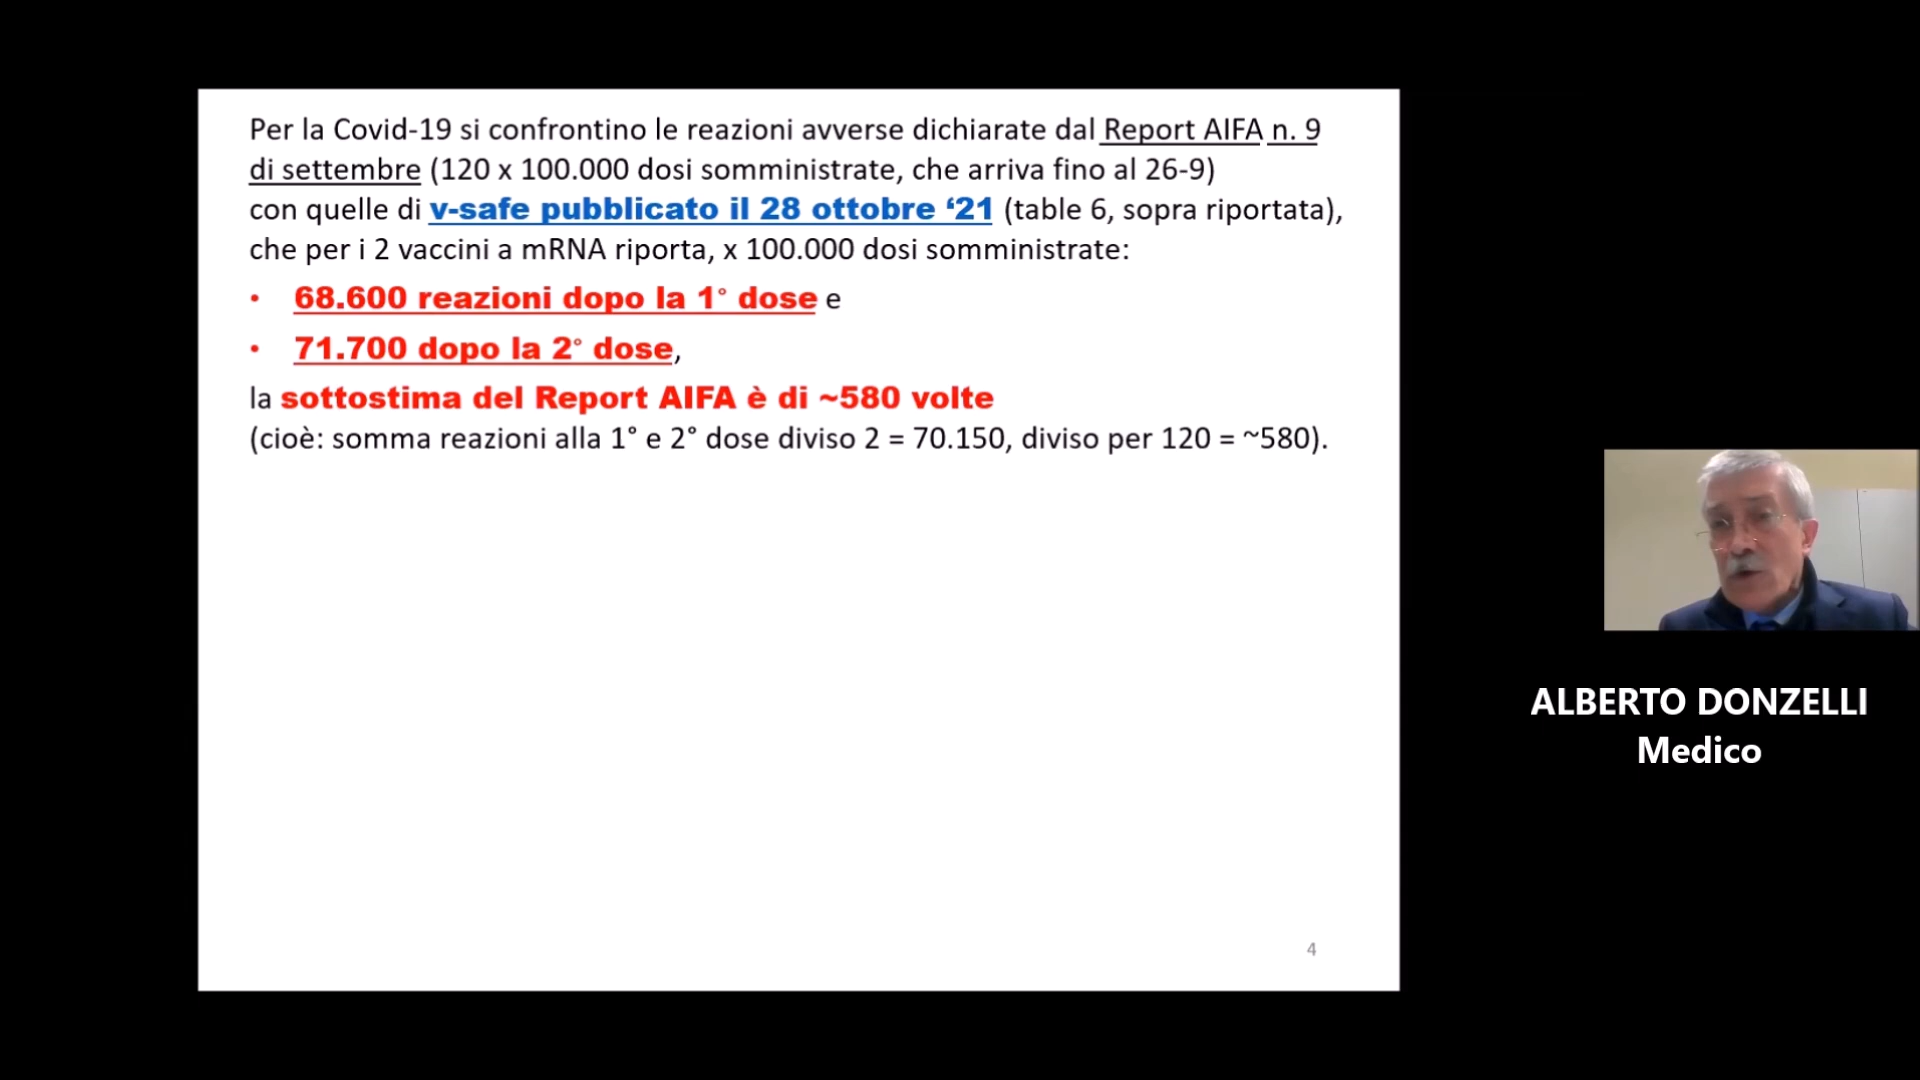 Per la Covid-19 si confrontino le reazioni avverse dichiarate dal Report AIFA n. 9
di settembre (120 x 100.000 dosi somministrate, che arriva fino al 26-9)
con quelle di v-safe pubblicato il 28 ottobre ‘21 (table 6, sopra riportata),
che per i 2 vaccini a mRNA riporta, x 100.000 dosi somministrate:
• 68.600 reazioni dopo la 1° dose e
• 71.700 dopo la 2° dose,
la sottostima del Report AIFA è di ~580 volte
(cioè: somma reazioni alla 1° e 2° dose diviso 2 = 70.150, diviso per 120 = ~580).
4
ALBERTO DONZELLI
Medico